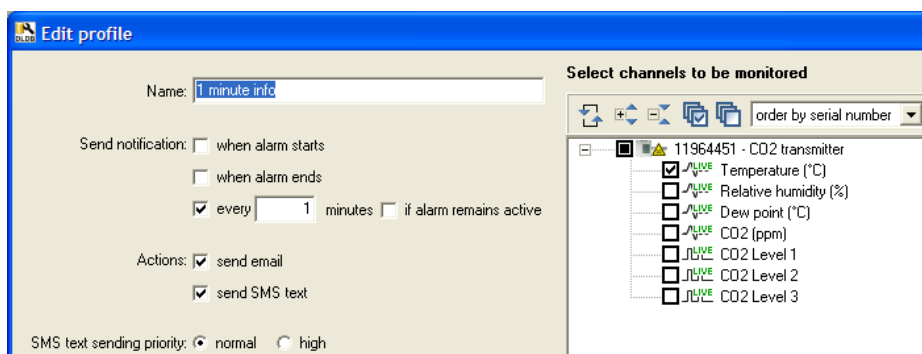 Edit profile
Name: 1 minute info
Send notification: when alarm starts
when alarm ends
every 1 minutes if alarm remains active
Actions: send email
send SMS text
SMS text sending priority: normal high
Select channels to be monitored
order by serial number
11964451 - CO2 transmitter
LIVE Temperature (°C)
LIVE Relative humidity (%)
LIVE Dew point (°C)
LIVE CO2 (ppm)
LIVE CO2 Level 1
LIVE CO2 Level 2
LIVE CO2 Level 3